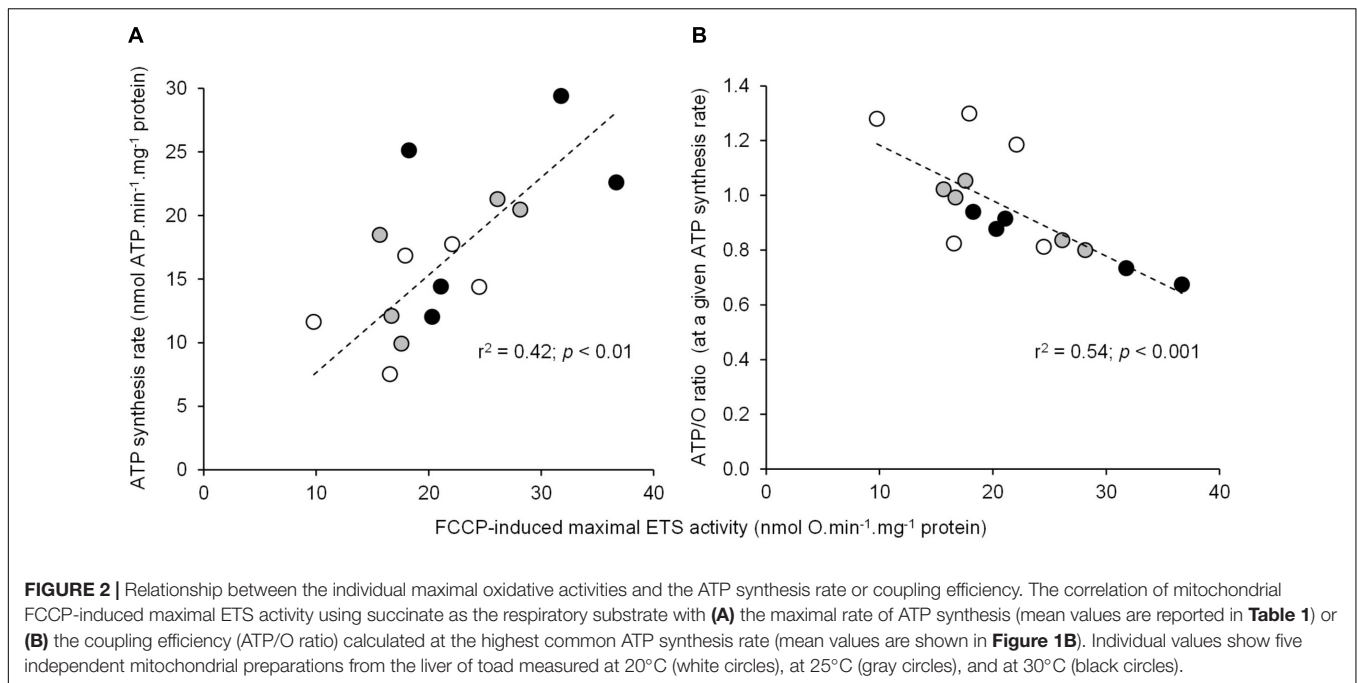 A
ATP synthesis rate (nmol ATP.min⁻¹.mg⁻¹ protein)
30
25
20
15
10
5
0
0 10 20 30 40
r² = 0.42; p < 0.01
B
ATP/O ratio (at a given ATP synthesis rate)
1.4
1.2
1.0
0.8
0.6
0.4
0.2
0.0
0 10 20 30 40
r² = 0.54; p < 0.001
FCCP-induced maximal ETS activity (nmol O.min⁻¹.mg⁻¹ protein)
FIGURE 2 | Relationship between the individual maximal oxidative activities and the ATP synthesis rate or coupling efficiency. The correlation of mitochondrial
FCCP-induced maximal ETS activity using succinate as the respiratory substrate with (A) the maximal rate of ATP synthesis (mean values are reported in Table 1) or
(B) the coupling efficiency (ATP/O ratio) calculated at the highest common ATP synthesis rate (mean values are shown in Figure 1B). Individual values show five
independent mitochondrial preparations from the liver of toad measured at 20°C (white circles), at 25°C (gray circles), and at 30°C (black circles).